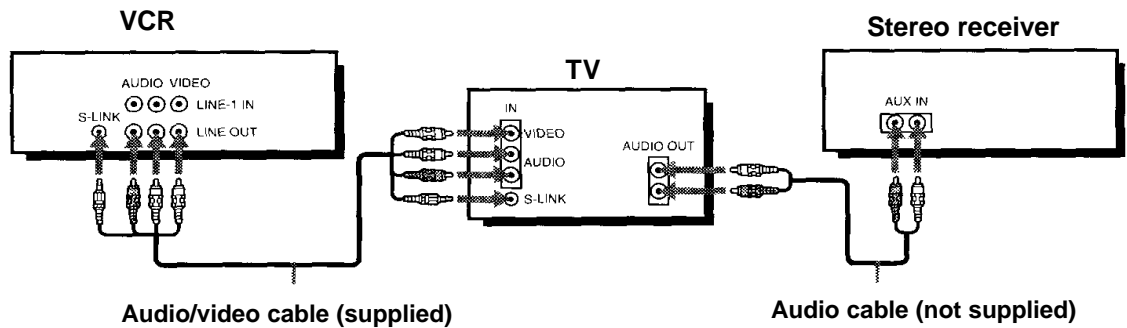 VCR
AUDIO VIDEO
LINE-1 IN
S-LINK
LINE OUT
Audio/video cable (supplied)
TV
IN
VIDEO
AUDIO
S-LINK
AUDIO OUT
Stereo receiver
AUX IN
Audio cable (not supplied)